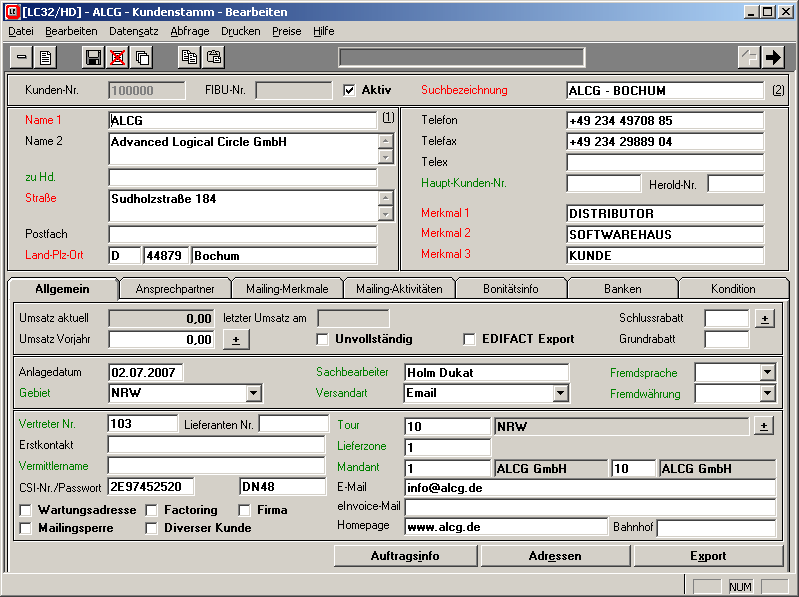 [LC32/HD] - ALCG - Kundenstamm - Bearbeiten
Datei Bearbeiten Datensatz Abfrage Drucken Preise Hilfe
Kunden-Nr. 100000 FIBU-Nr. Aktiv Suchbezeichnung ALCG - BOCHUM (2)
Name 1 ALCG (1) Telefon +49 234 49708 85
Name 2 Advanced Logical Circle GmbH Telefax +49 234 29889 04
Telex
zu Hd. Haupt-Kunden-Nr. Herold-Nr.
Straße Sudholzstraße 184
Merkmal 1 DISTRIBUTOR
Postfach Merkmal 2 SOFTWAREHAUS
Land-Plz-Ort D 44879 Bochum Merkmal 3 KUNDE
Allgemein Ansprechpartner Mailing-Merkmale Mailing-Aktivitäten Bonitätsinfo Banken Kondition
Umsatz aktuell 0,00 letzter Umsatz am Schlussrabatt ±
Umsatz Vorjahr 0,00 ± Unvollständig EDIFACT Export Grundrabatt
Anlagedatum 02.07.2007 Sachbearbeiter Holm Dukat Fremdsprache
Gebiet NRW Versandart Email Fremdwährung
Vertreter Nr. 103 Lieferanten Nr. Tour 10 NRW ±
Erstkontakt Lieferzone 1
Vermittlername Mandant 1 ALCG GmbH 10 ALCG GmbH
CSI-Nr./Passwort 2E97452520 DN48 E-Mail info@alcg.de
Wartungsadresse Factoring Firma eInvoice-Mail
Mailingsperre Diverser Kunde Homepage www.alcg.de Bahnhof
Auftragsinfo Adressen Export
NUM